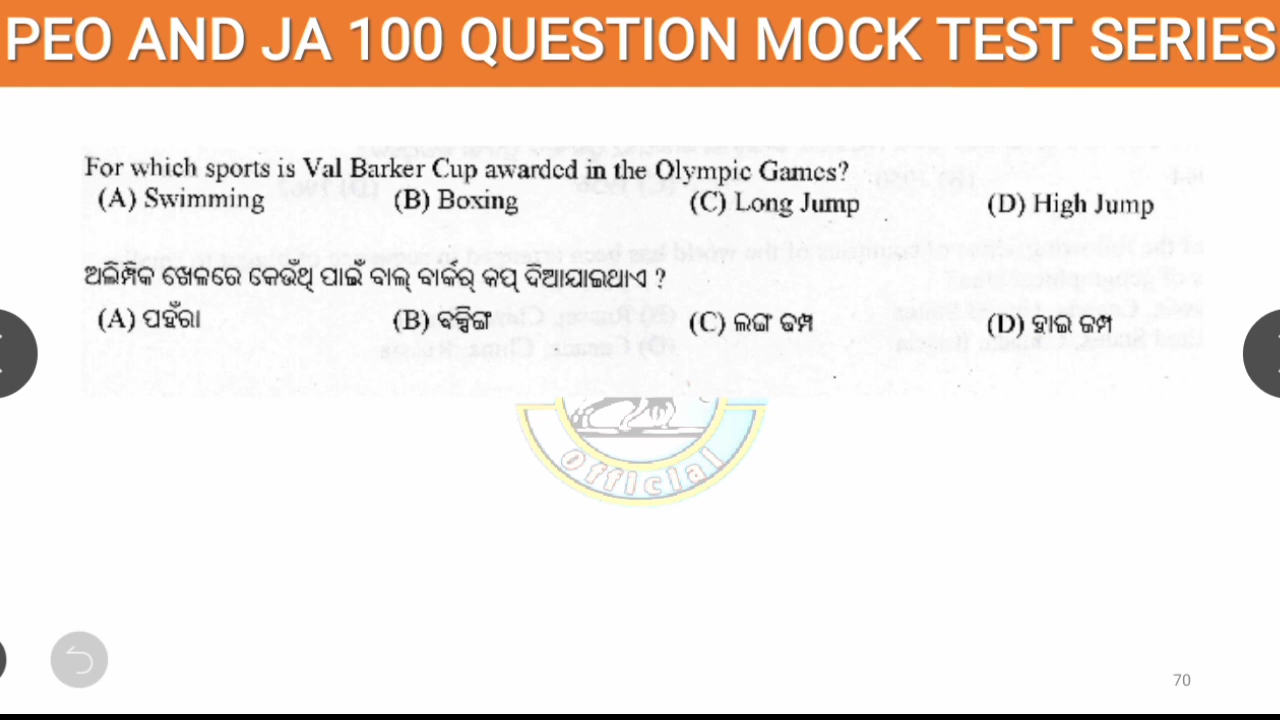 PEO AND JA 100 QUESTION MOCK TEST SERIES
For which sports is Val Barker Cup awarded in the Olympic Games?
(A) Swimming (B) Boxing (C) Long Jump (D) High Jump
ଅଲିମ୍ପିକ ଖେଳରେ କେଉଁଥି ପାଇଁ ବାଲ୍ ବାର୍କର୍ କପ୍ ଦିଆଯାଇଥାଏ ?
(A) ପହଁରା (B) ବକ୍ସିଙ୍ଗ (C) ଲଙ୍ଗ ଜମ୍ପ (D) ହାଇ ଜମ୍ପ
Official
70